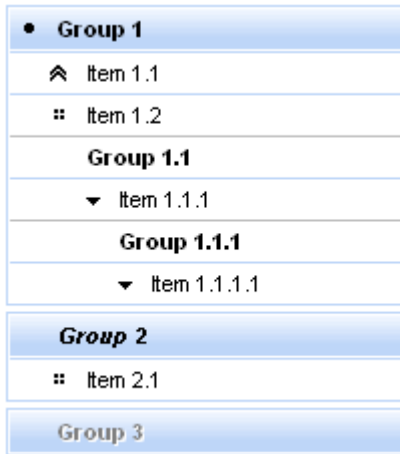 Group 1
Item 1.1
Item 1.2
Group 1.1
Item 1.1.1
Group 1.1.1
Item 1.1.1.1
Group 2
Item 2.1
Group 3